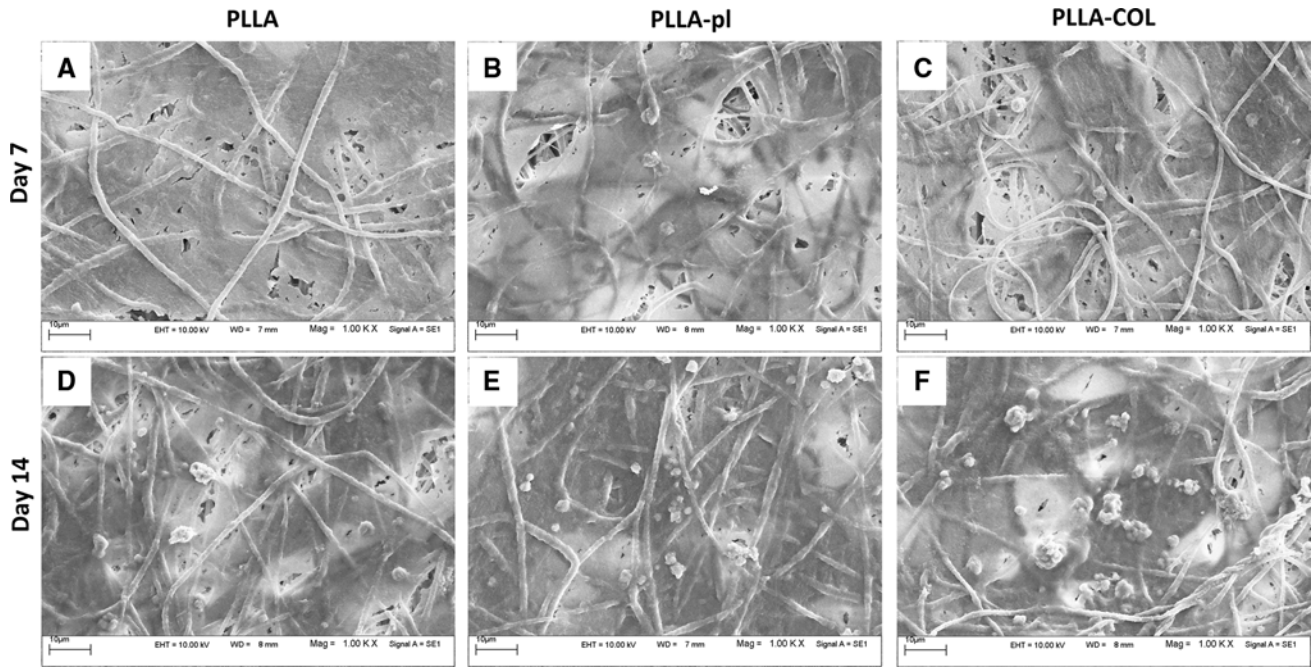 PLLA PLLA-pl PLLA-COL
Day 7
A B C
10µm EHT = 10.00 kV WD = 7 mm Mag = 1.00 K X Signal A = SE1
10µm EHT = 10.00 kV WD = 8 mm Mag = 1.00 K X Signal A = SE1
10µm EHT = 10.00 kV WD = 7 mm Mag = 1.00 K X Signal A = SE1
Day 14
D E F
10µm EHT = 10.00 kV WD = 8 mm Mag = 1.00 K X Signal A = SE1
10µm EHT = 10.00 kV WD = 7 mm Mag = 1.00 K X Signal A = SE1
10µm EHT = 10.00 kV WD = 8 mm Mag = 1.00 K X Signal A = SE1